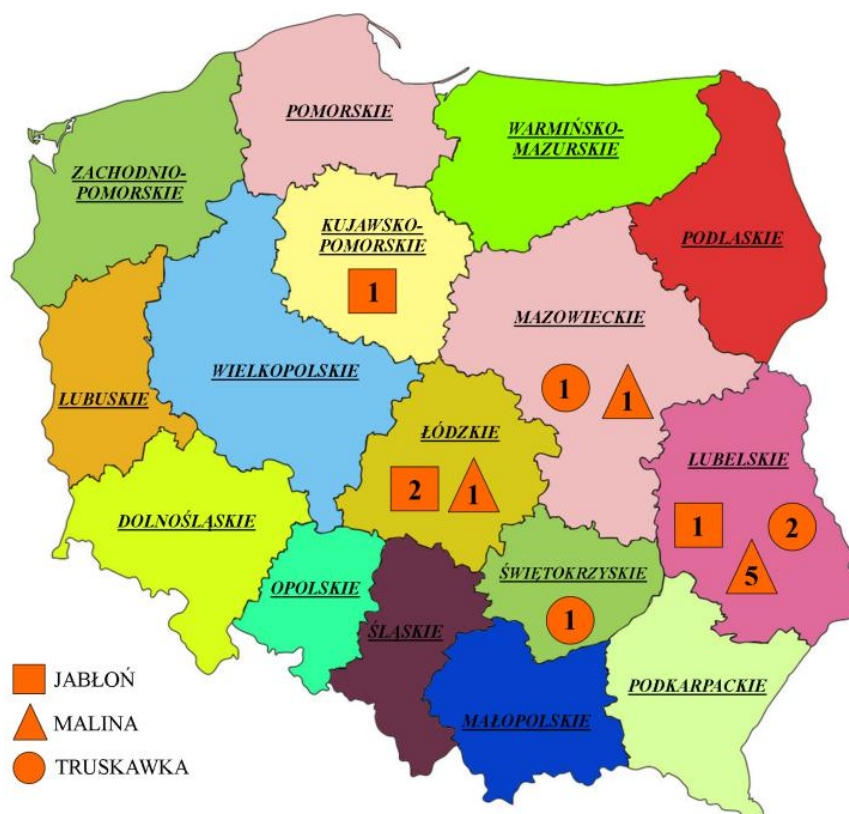 POMORSKIE
WARMIŃSKO-
MAZURSKIE
ZACHODNIO-
POMORSKIE
KUJAWSKO-
POMORSKIE
1
PODLASKIE
MAZOWIECKIE
1
1
WIELKOPOLSKIE
LUBUSKIE
ŁÓDZKIE
2
1
LUBELSKIE
1
2
5
DOLNOŚLĄSKIE
OPOLSKIE
ŚWIĘTOKRZYSKIE
1
ŚLĄSKIE
PODKARPACKIE
MAŁOPOLSKIE
JABŁOŃ
MALINA
TRUSKAWKA